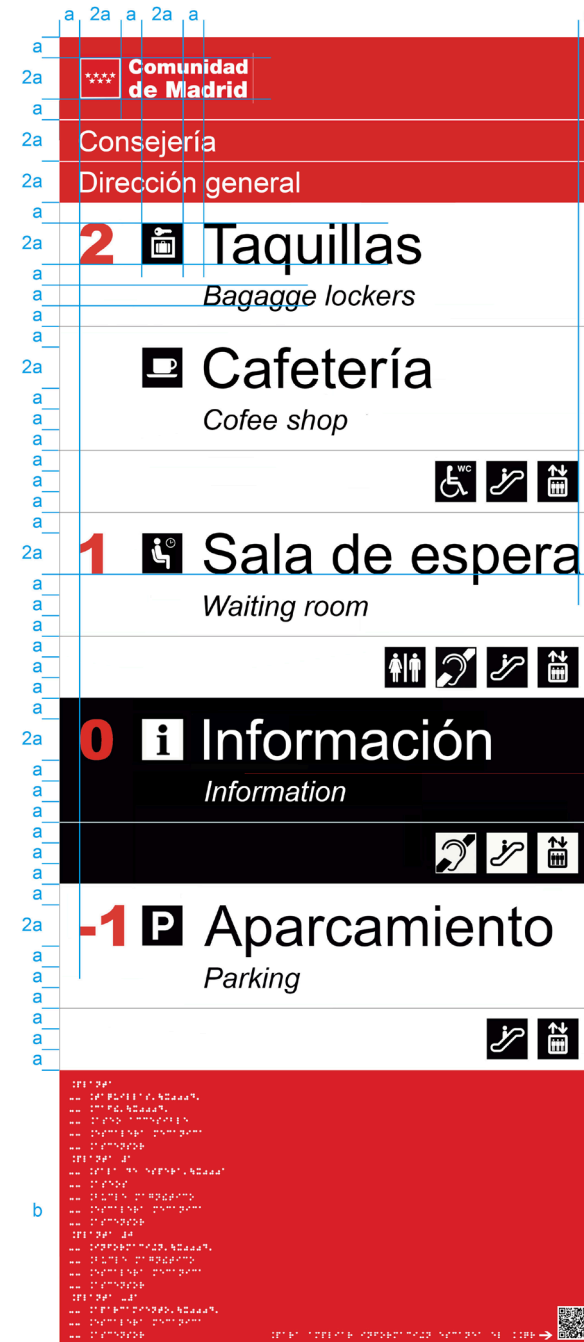 a 2a a 2a a
a
2a
a
Comunidad
de Madrid
2a
Consejería
2a
Dirección general
a
2a
2 Taquillas
a
a
Bagagge lockers
a
a
2a
Cafetería
a
a
Cofee shop
a
a
a
WC
a
a
2a
1 Sala de espera
a
a
Waiting room
a
a
a
a
a
2a
0 i Información
a
a
Information
a
a
a
a
a
2a
-1 P Aparcamiento
a
a
Parking
a
a
a
a
b